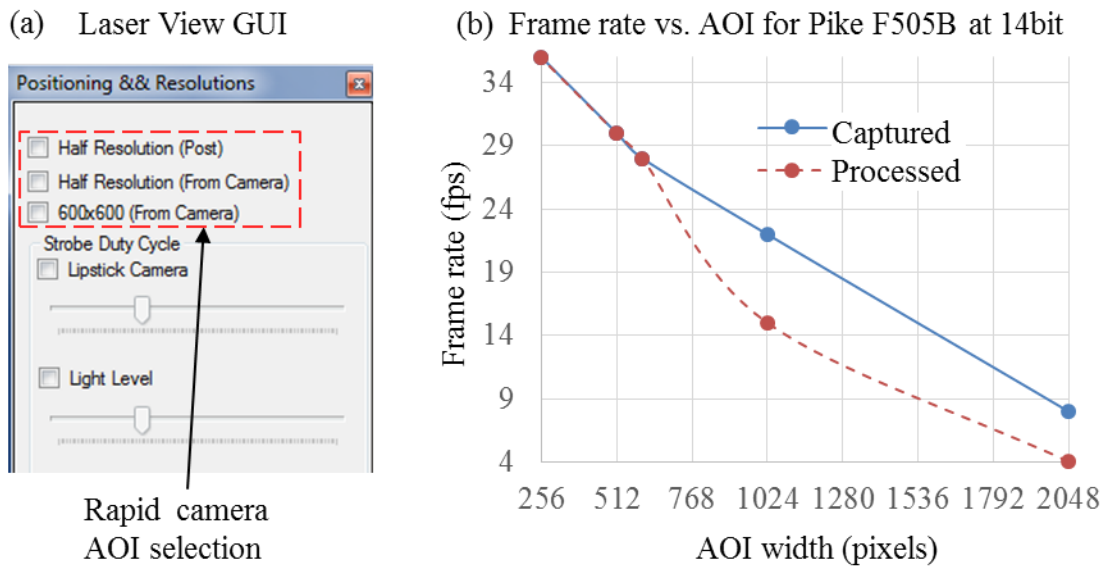 (a) Laser View GUI
Positioning && Resolutions
Half Resolution (Post)
Half Resolution (From Camera)
600x600 (From Camera)
Strobe Duty Cycle
Lipstick Camera
Light Level
Rapid camera
AOI selection
(b) Frame rate vs. AOI for Pike F505B at 14bit
Frame rate (fps)
34
29
24
19
14
9
4
Captured
Processed
256 512 768 1024 1280 1536 1792 2048
AOI width (pixels)